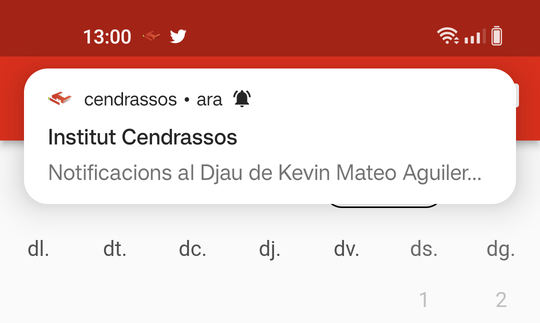 13:00
cendrassos • ara
Institut Cendrassos
Notificacions al Djau de Kevin Mateo Aguiler...
dl. dt. dc. dj. dv. ds. dg.
1 2